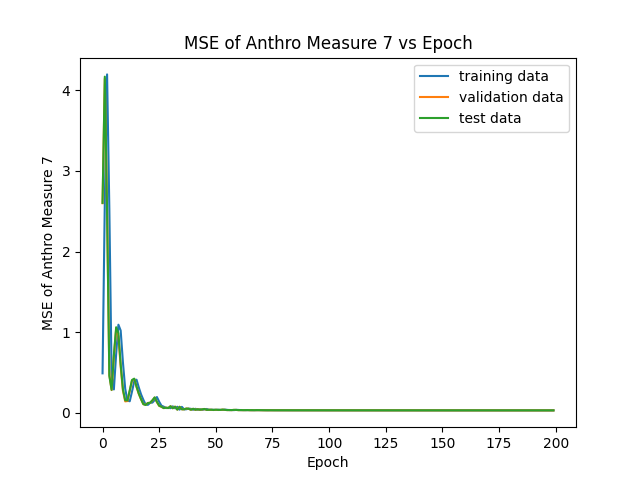 MSE of Anthro Measure 7 vs Epoch
training data
validation data
test data
MSE of Anthro Measure 7
4
3
2
1
0
0 25 50 75 100 125 150 175 200
Epoch